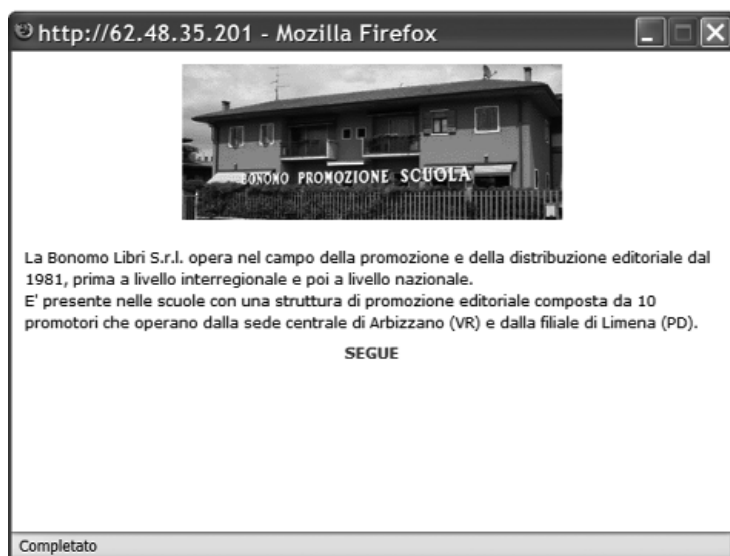 http://62.48.35.201 - Mozilla Firefox
BONOMO PROMOZIONE SCUOLA
La Bonomo Libri S.r.l. opera nel campo della promozione e della distribuzione editoriale dal
1981, prima a livello interregionale e poi a livello nazionale.
E' presente nelle scuole con una struttura di promozione editoriale composta da 10
promotori che operano dalla sede centrale di Arbizzano (VR) e dalla filiale di Limena (PD).
SEGUE
Completato